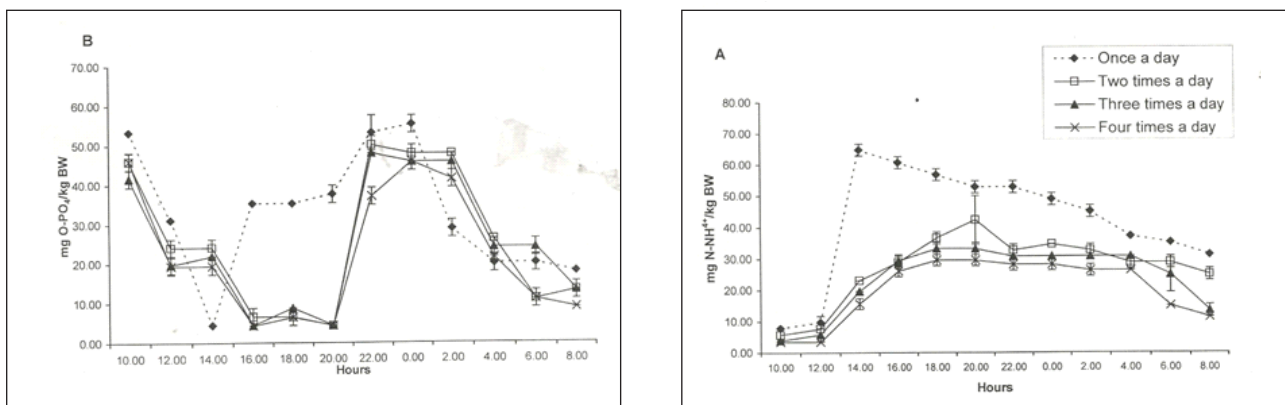 B
70.00
60.00
50.00
40.00
30.00
20.00
10.00
0.00
mg O-PO₄/kg BW
10.00 12.00 14.00 16.00 18.00 20.00 22.00 0.00 2.00 4.00 6.00 8.00
Hours
A
Once a day
Two times a day
Three times a day
Four times a day
80.00
70.00
60.00
50.00
40.00
30.00
20.00
10.00
0.00
mg N-NH⁴⁺/kg BW
10.00 12.00 14.00 16.00 18.00 20.00 22.00 0.00 2.00 4.00 6.00 8.00
Hours